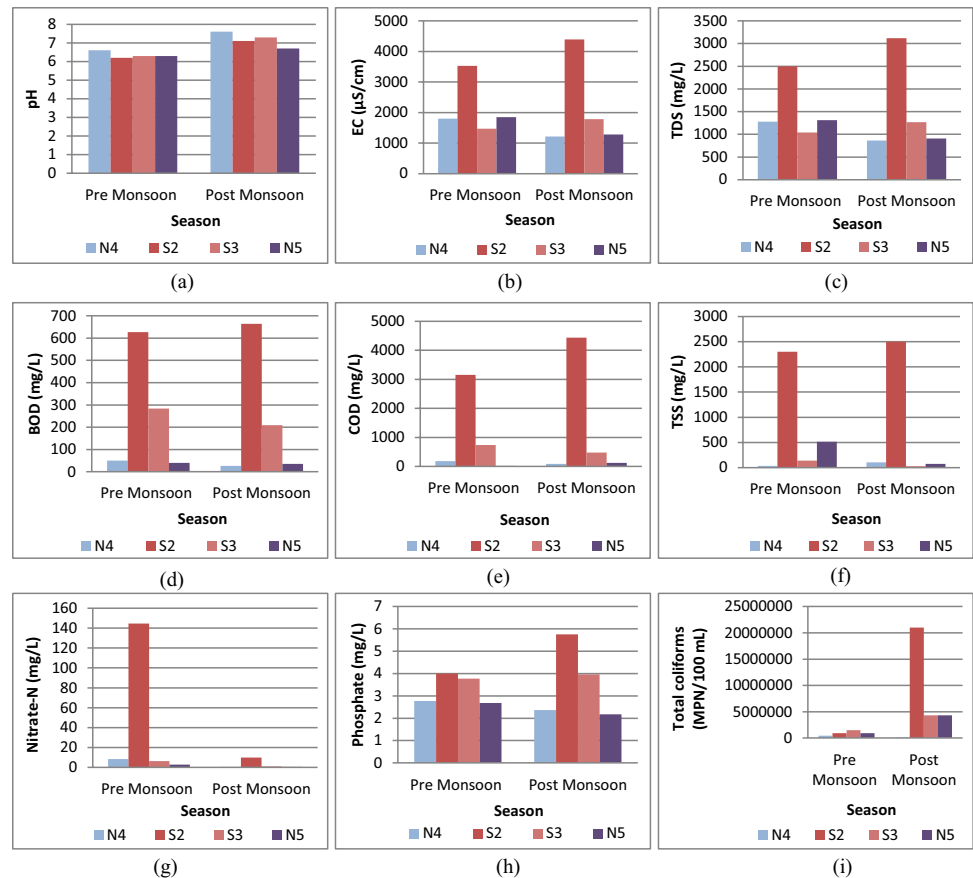 8
7
6
5
4
3
2
1
0
pH
Pre Monsoon Post Monsoon
Season
N4 S2 S3 N5
(a)
5000
4000
3000
2000
1000
0
EC (µS/cm)
Pre Monsoon Post Monsoon
Season
N4 S2 S3 N5
(b)
3500
3000
2500
2000
1500
1000
500
0
TDS (mg/L)
Pre Monsoon Post Monsoon
Season
N4 S2 S3 N5
(c)
700
600
500
400
300
200
100
0
BOD (mg/L)
Pre Monsoon Post Monsoon
Season
N4 S2 S3 N5
(d)
5000
4000
3000
2000
1000
0
COD (mg/L)
Pre Monsoon Post Monsoon
Season
N4 S2 S3 N5
(e)
3000
2500
2000
1500
1000
500
0
TSS (mg/L)
Pre Monsoon Post Monsoon
Season
N4 S2 S3 N5
(f)
160
140
120
100
80
60
40
20
0
Nitrate-N (mg/L)
Pre Monsoon Post Monsoon
Season
N4 S2 S3 N5
(g)
7
6
5
4
3
2
1
0
Phosphate (mg/L)
Pre Monsoon Post Monsoon
Season
N4 S2 S3 N5
(h)
25000000
20000000
15000000
10000000
5000000
0
Total coliforms
(MPN/100 mL)
Pre Post
Monsoon Monsoon
Season
N4 S2 S3 N5
(i)